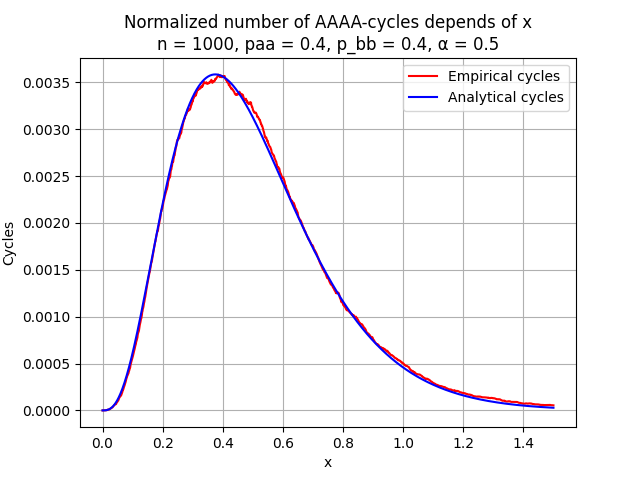 Normalized number of AAAA-cycles depends of x
n = 1000, paa = 0.4, p_bb = 0.4, α = 0.5
Empirical cycles
Analytical cycles
0.0035
0.0030
0.0025
0.0020
0.0015
0.0010
0.0005
0.0000
Cycles
0.0 0.2 0.4 0.6 0.8 1.0 1.2 1.4
x